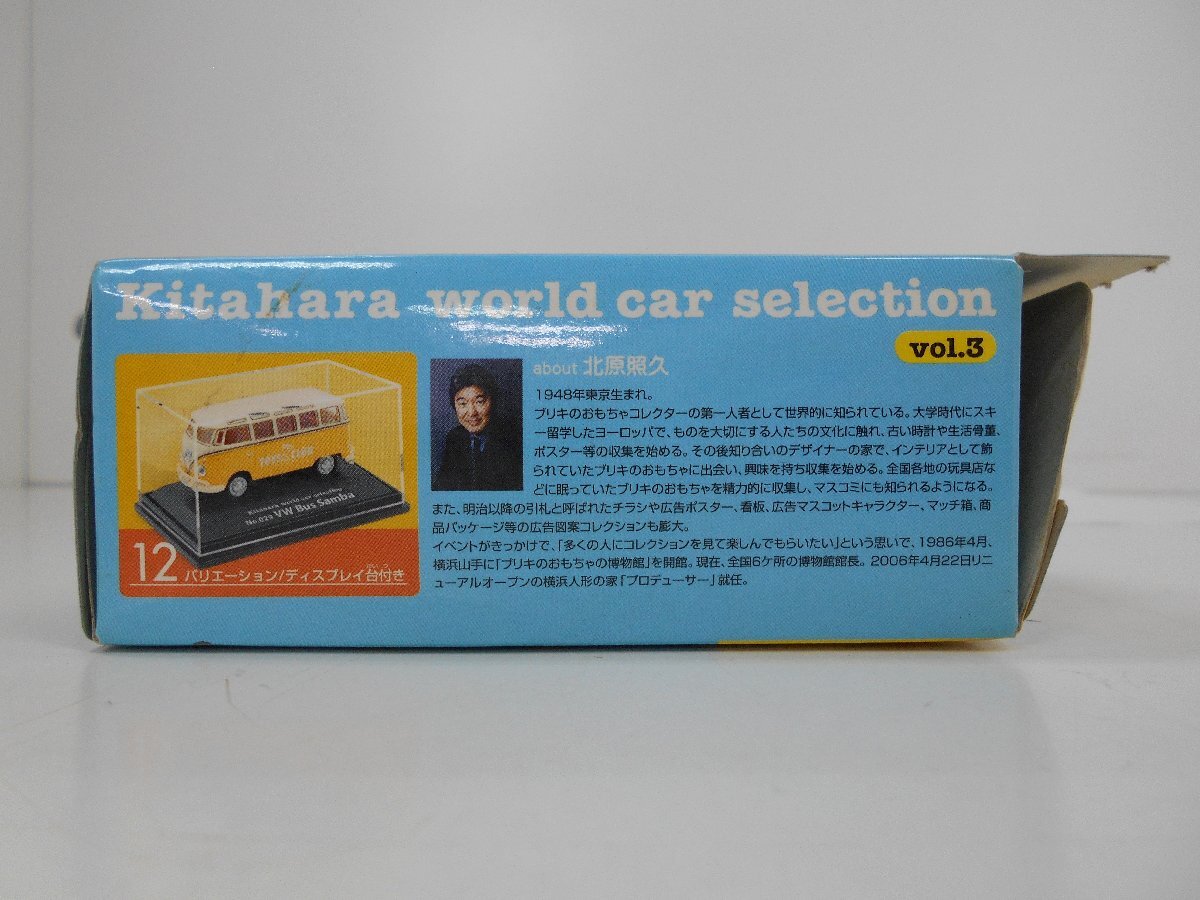 Kitahara world car selection
vol.3
about 北原照久
1948年東京生まれ。
ブリキのおもちゃコレクターの第一人者として世界的に知られている。大学時代にスキ
ー留学したヨーロッパで、ものを大切にする人たちの文化に触れ、古い時計や生活骨董、
ポスター等の収集を始める。その後知り合いのデザイナーの家で、インテリアとして飾
られていたブリキのおもちゃに出会い、興味を持ち収集を始める。全国各地の玩具店な
どに眠っていたブリキのおもちゃを精力的に収集し、マスコミにも知られるようになる。
また、明治以降の引札と呼ばれたチラシや広告ポスター、看板、広告マスコットキャラクター、マッチ箱、商
品パッケージ等の広告図案コレクションも膨大。
イベントがきっかけで、「多くの人にコレクションを見て楽しんでもらいたい」という思いで、1986年4月、
横浜山手に「ブリキのおもちゃの博物館」を開館。現在、全国6ケ所の博物館館長。2006年4月22日リニ
ューアルオープンの横浜人形の家「プロデューサー」就任。
Kitahara world car selection
No.029 VW Bus Samba
12 バリエーション/ディスプレイ台付き